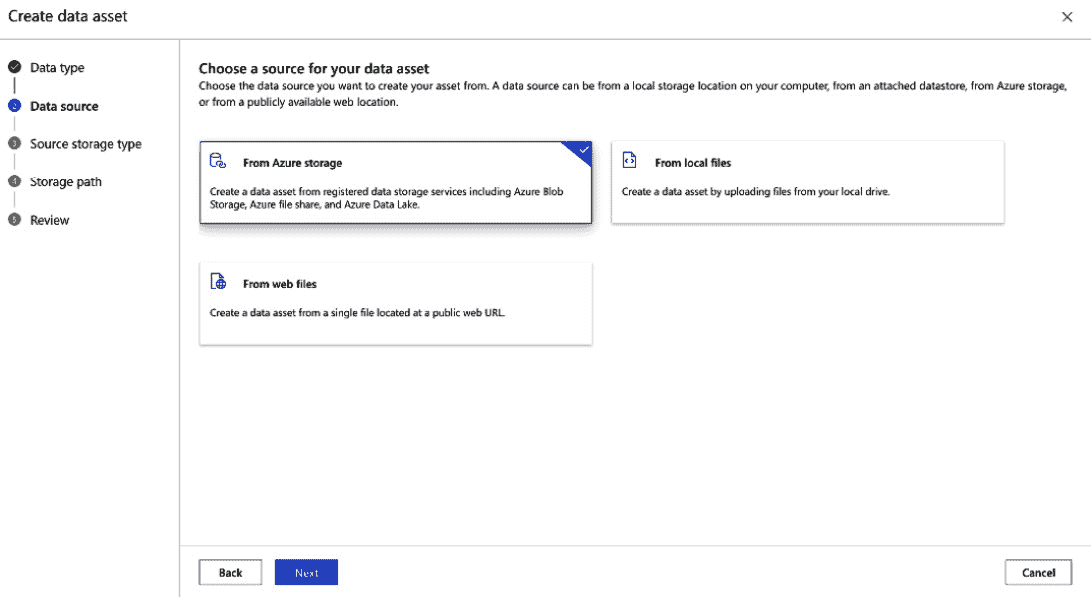 Create data asset
Data type
Data source
Source storage type
Storage path
Review
Choose a source for your data asset
Choose the data source you want to create your asset from. A data source can be from a local storage location on your computer, from an attached datastore, from Azure storage,
or from a publicly available web location.
From Azure storage
Create a data asset from registered data storage services including Azure Blob
Storage, Azure file share, and Azure Data Lake.
From local files
Create a data asset by uploading files from your local drive.
From web files
Create a data asset from a single file located at a public web URL.
Back
Next
Cancel